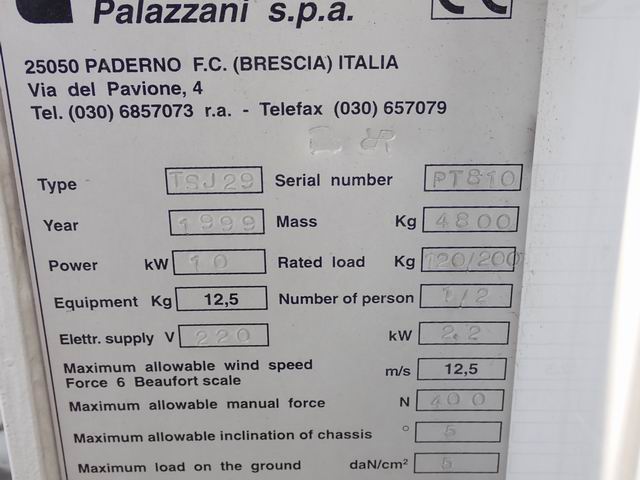 Palazzani s.p.a. CE
25050 PADERNO F.C. (BRESCIA) ITALIA
Via del Pavione, 4
Tel. (030) 6857073 r.a. - Telefax (030) 657079
Type TSJ29 Serial number PT810
Year 1999 Mass Kg 4800
Power kW 10 Rated load Kg 120/200
Equipment Kg 12,5 Number of person 1/2
Elettr. supply V 220 kW 2.2
Maximum allowable wind speed
Force 6 Beaufort scale m/s 12,5
Maximum allowable manual force N 400
Maximum allowable inclination of chassis ° 5
Maximum load on the ground daN/cm² 5